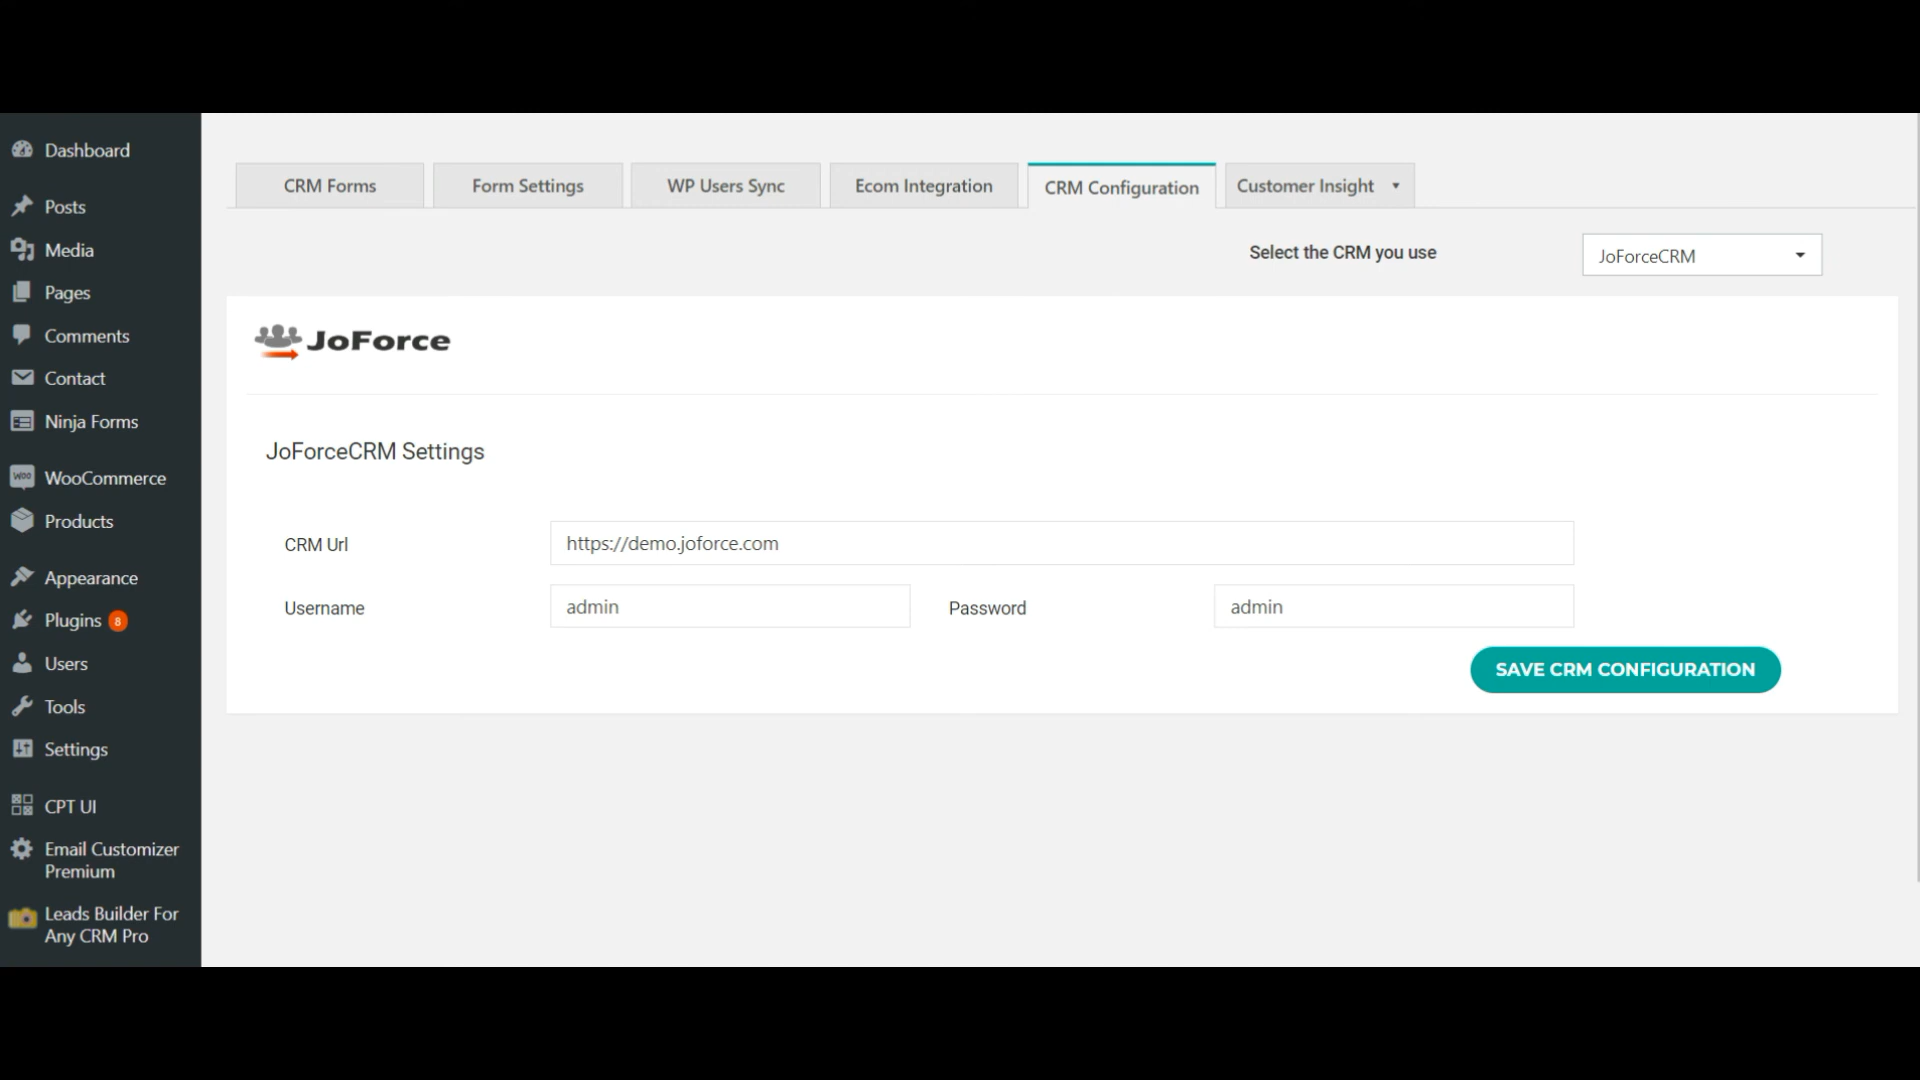 Dashboard
Posts
Media
Pages
Comments
Contact
Ninja Forms
WOO WooCommerce
Products
Appearance
Plugins 8
Users
Tools
Settings
CPT UI
Email Customizer
Premium
Leads Builder For
Any CRM Pro
CRM Forms
Form Settings
WP Users Sync
Ecom Integration
CRM Configuration
Customer Insight
Select the CRM you use
JoForceCRM
JoForce
JoForceCRM Settings
CRM Url
https://demo.joforce.com
Username
admin
Password
admin
SAVE CRM CONFIGURATION